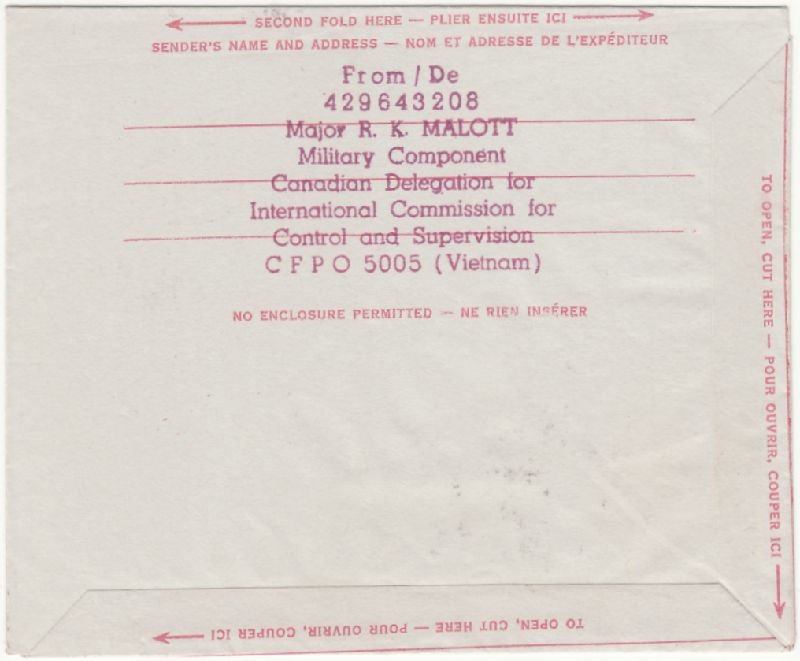 SECOND FOLD HERE — PLIER ENSUITE ICI
SENDER'S NAME AND ADDRESS — NOM ET ADRESSE DE L'EXPÉDITEUR
From / De
429643208
Major R. K. MALOTT
Military Component
Canadian Delegation for
International Commission for
Control and Supervision
CFPO 5005 (Vietnam)
NO ENCLOSURE PERMITTED — NE RIEN INSÉRER
TO OPEN, CUT HERE — POUR OUVRIR, COUPER ICI
TO OPEN, CUT HERE — POUR OUVRIR, COUPER ICI